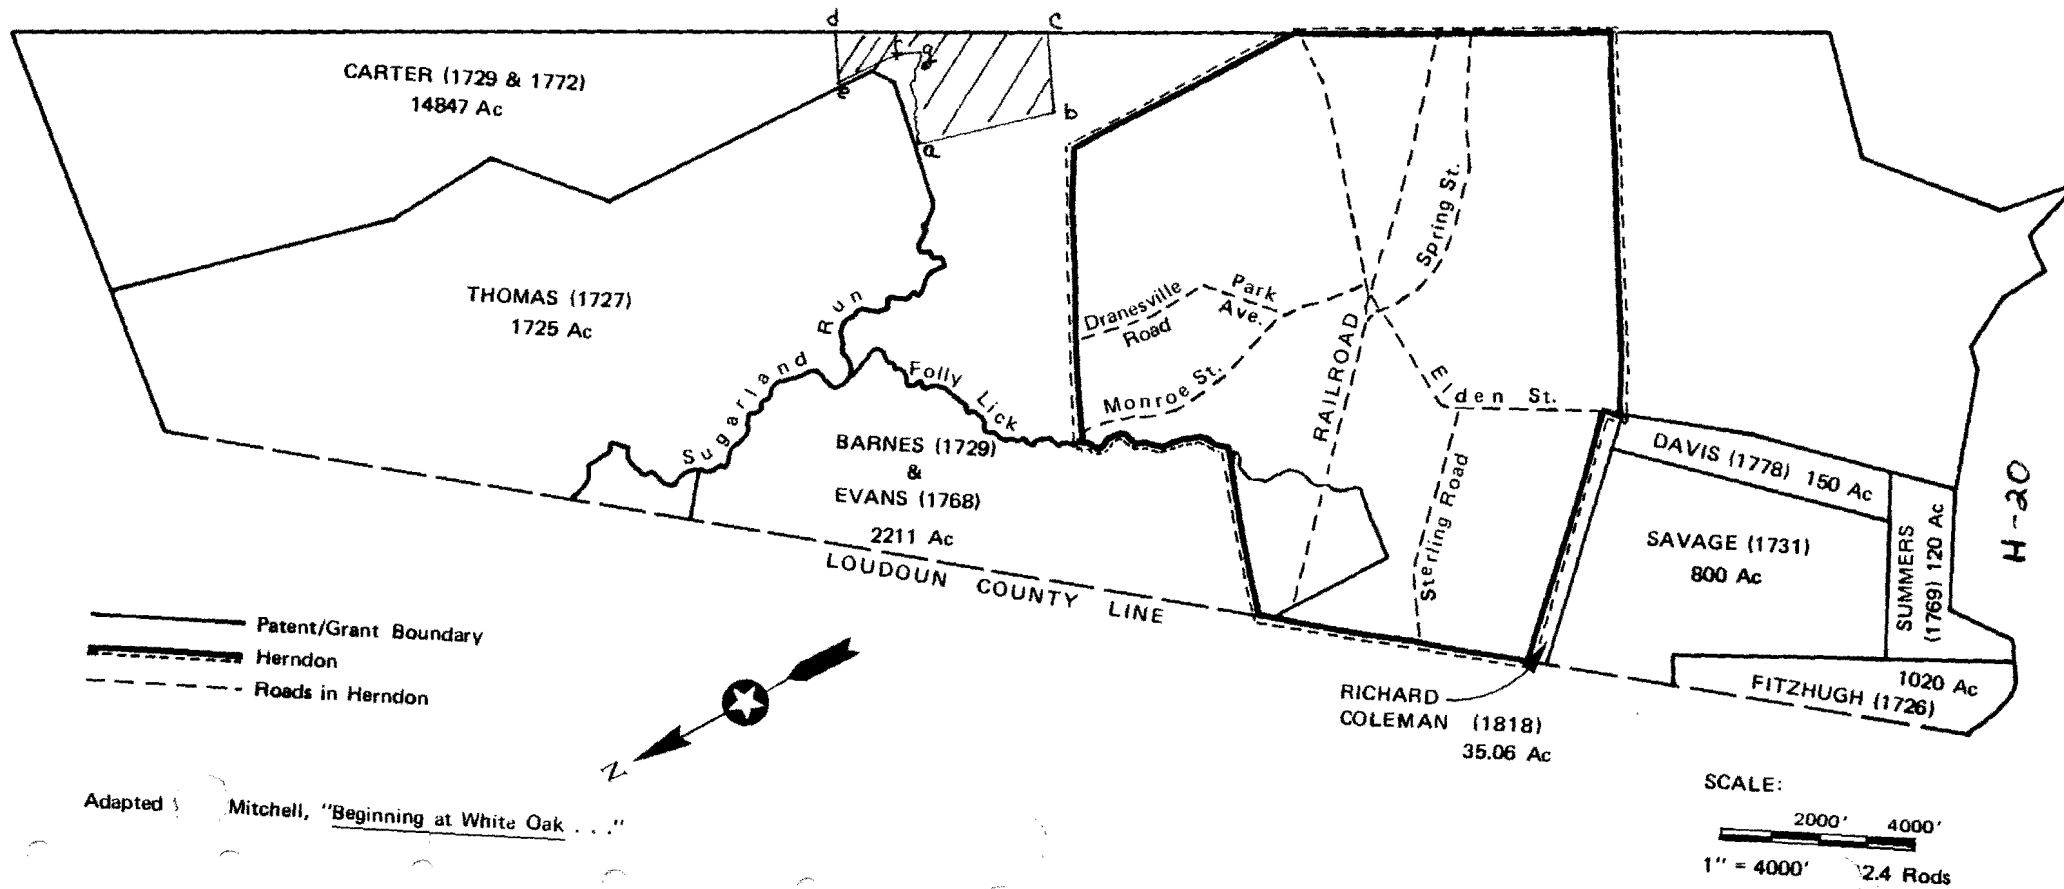 d
c
f
g
CARTER (1729 & 1772)
14847 Ac
e
b
a
THOMAS (1727)
1725 Ac
Sugarland Run
Folly Lick
BARNES (1729)
&
EVANS (1768)
2211 Ac
LOUDOUN COUNTY LINE
Dranesville
Road
Park
Ave.
Monroe St.
RAILROAD
Spring St.
Elden St.
Sterling Road
DAVIS (1778) 150 Ac
SAVAGE (1731)
800 Ac
SUMMERS
(1769) 120 Ac
H-20
1020 Ac
FITZHUGH (1726)
RICHARD
COLEMAN (1818)
35.06 Ac
Patent/Grant Boundary
Herndon
Roads in Herndon
N
Adapted Mitchell, "Beginning at White Oak . . ."
SCALE:
2000' 4000'
1" = 4000' 2.4 Rods